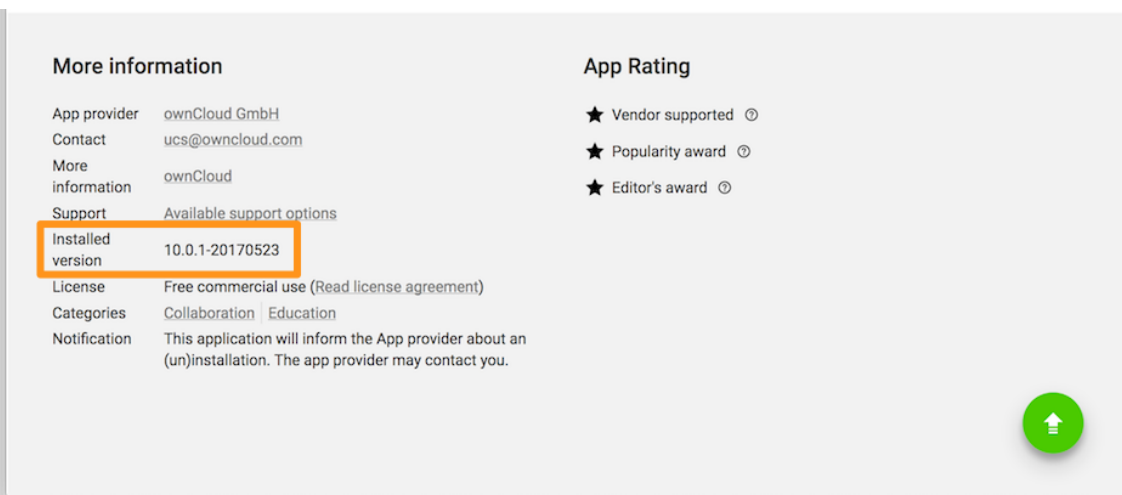 More information
App provider ownCloud GmbH
Contact ucs@owncloud.com
More
information ownCloud
Support Available support options
Installed
version 10.0.1-20170523
License Free commercial use (Read license agreement)
Categories Collaboration Education
Notification This application will inform the App provider about an
(un)installation. The app provider may contact you.
App Rating
Vendor supported
Popularity award
Editor's award